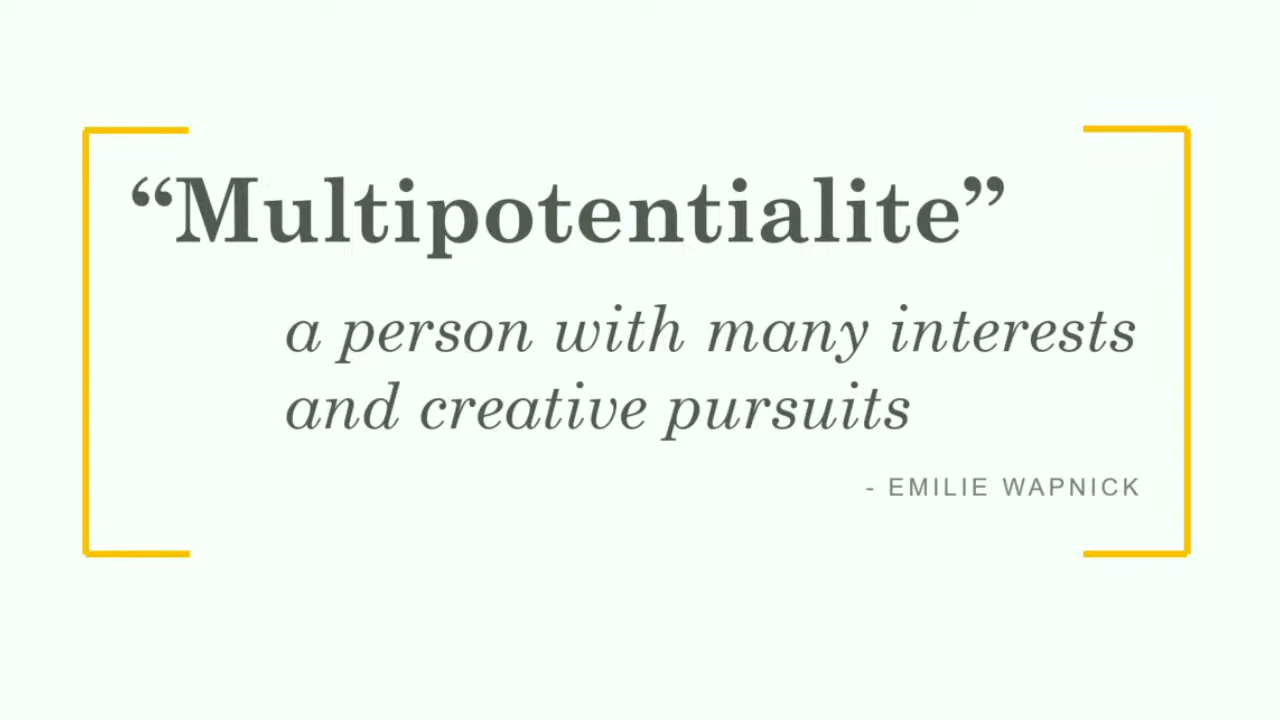 “Multipotentialite”
a person with many interests
and creative pursuits
- EMILIE WAPNICK